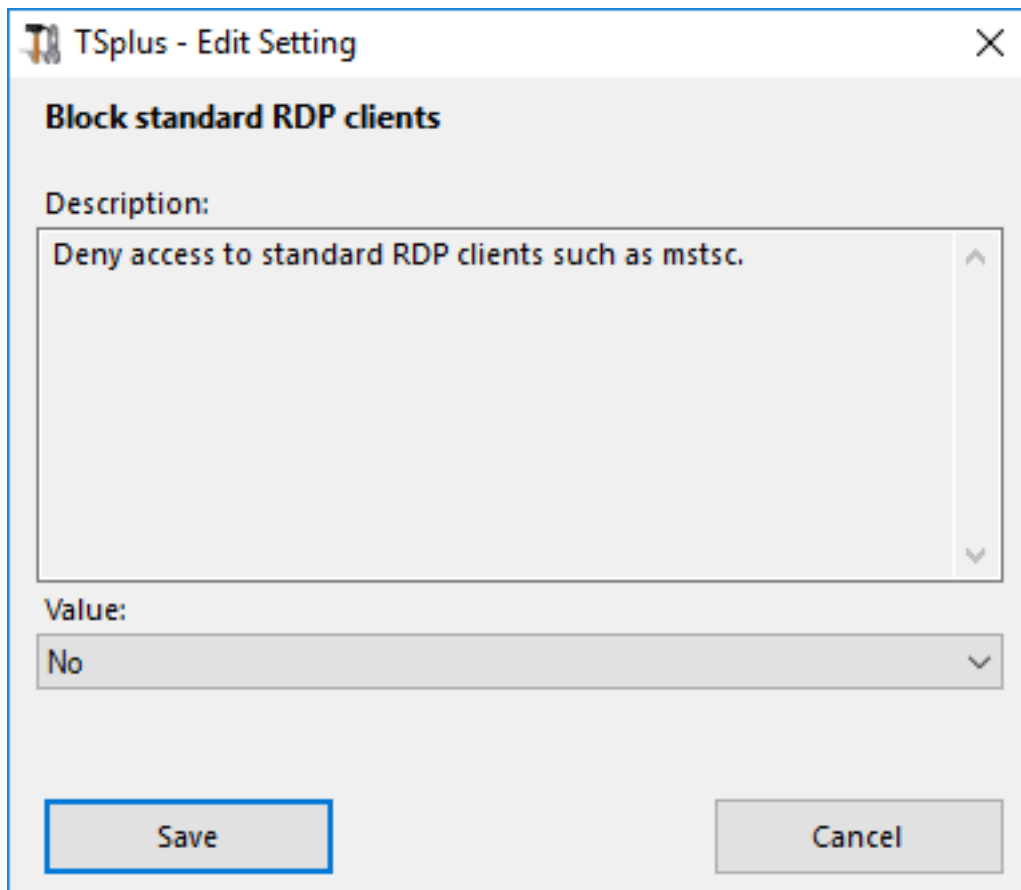 TSplus - Edit Setting
Block standard RDP clients
Description:
Deny access to standard RDP clients such as mstsc.
Value:
No
Save
Cancel